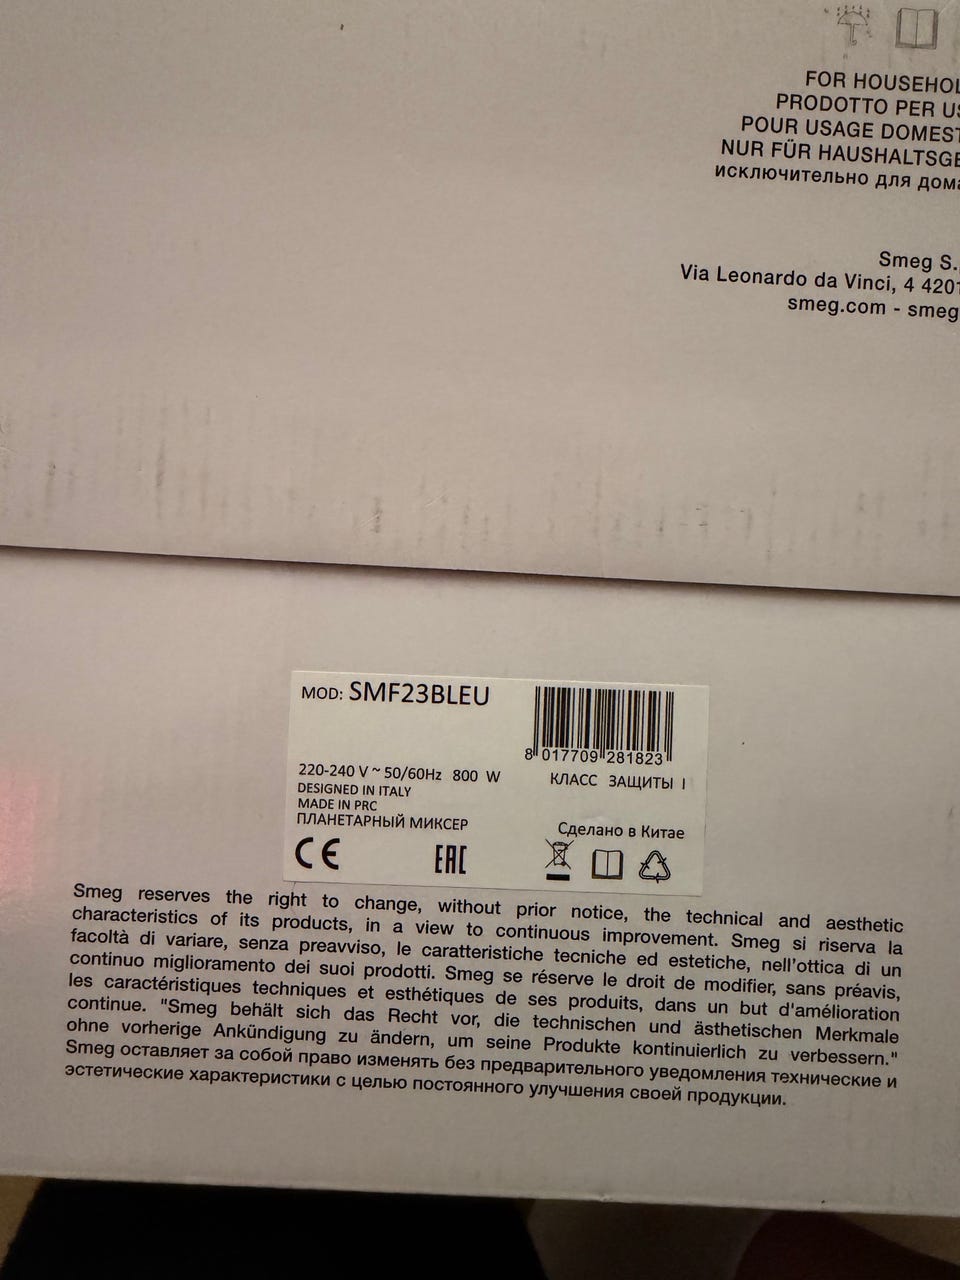 FOR HOUSEHOL
PRODOTTO PER US
POUR USAGE DOMEST
NUR FÜR HAUSHALTSGE
исключительно для дома
Smeg S.
Via Leonardo da Vinci, 4 4201
smeg.com - smeg
MOD: SMF23BLEU
8 017709 281823
220-240 V ~ 50/60Hz 800 W
КЛАСС ЗАЩИТЫ I
DESIGNED IN ITALY
MADE IN PRC
ПЛАНЕТАРНЫЙ МИКСЕР
Сделано в Китае
CE
EAC
Smeg reserves the right to change, without prior notice, the technical and aesthetic
characteristics of its products, in a view to continuous improvement. Smeg si riserva la
facoltà di variare, senza preavviso, le caratteristiche tecniche ed estetiche, nell'ottica di un
continuo miglioramento dei suoi prodotti. Smeg se réserve le droit de modifier, sans préavis,
les caractéristiques techniques et esthétiques de ses produits, dans un but d'amélioration
continue. "Smeg behält sich das Recht vor, die technischen und ästhetischen Merkmale
ohne vorherige Ankündigung zu ändern, um seine Produkte kontinuierlich zu verbessern."
Smeg оставляет за собой право изменять без предварительного уведомления технические и
эстетические характеристики с целью постоянного улучшения своей продукции.